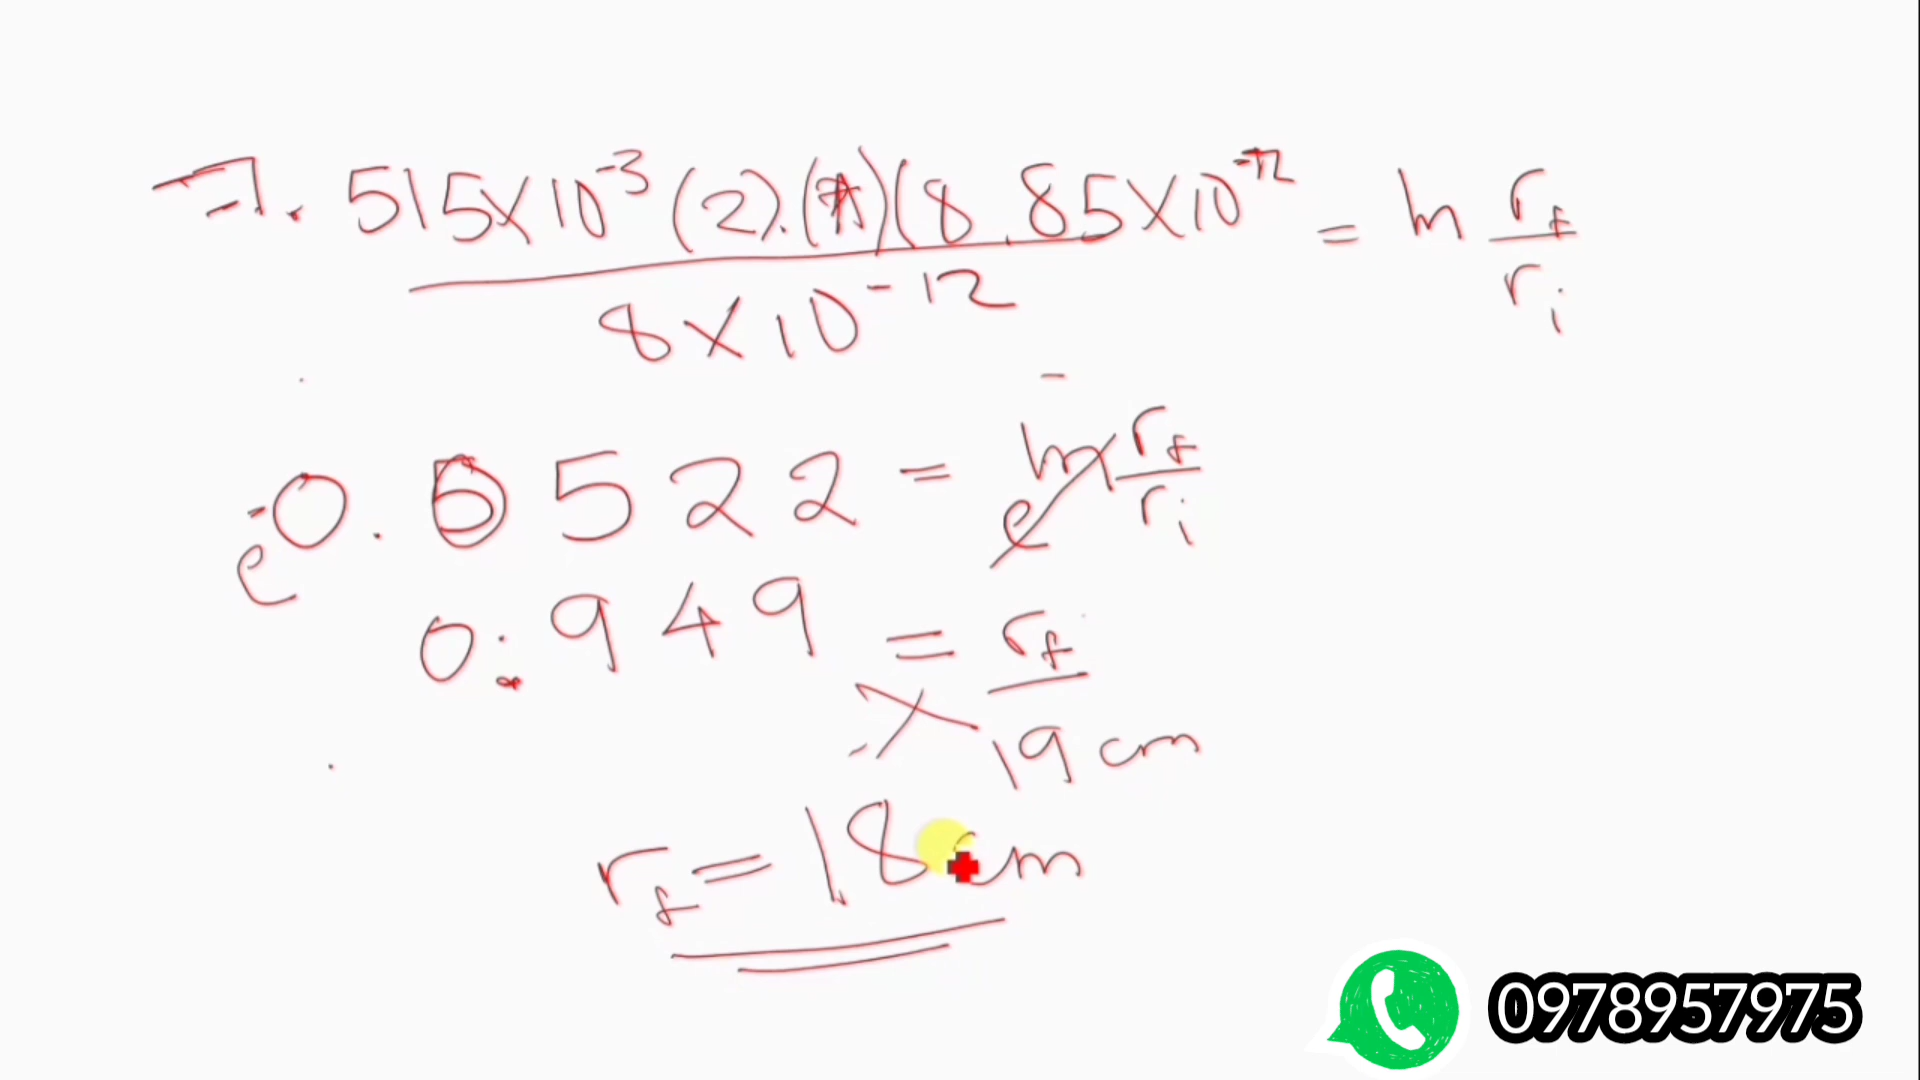 -7.515×10⁻³(2).(π)(8.85×10⁻¹² = ln r_f
8×10⁻¹² r_i
e -0.0522 = e ln r_f/r_i
0.949 = r_f
× 19cm
r_f = 18cm
0978957975